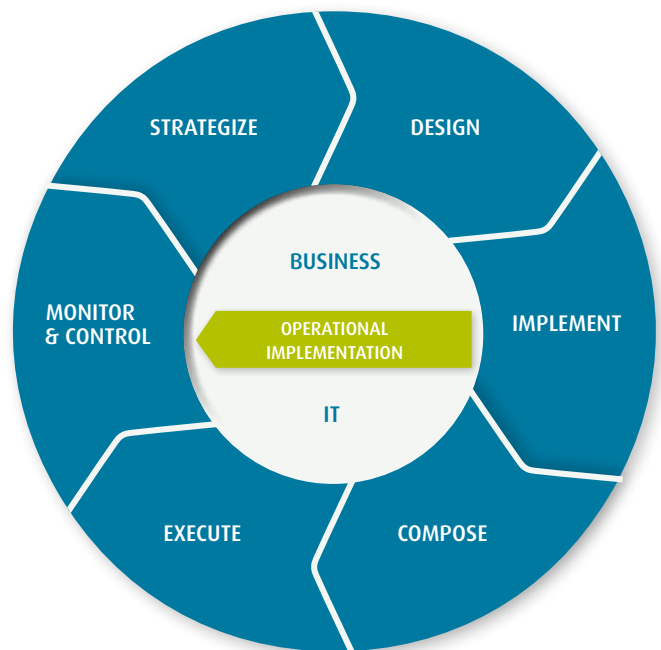 STRATEGIZE
DESIGN
BUSINESS
MONITOR
& CONTROL
OPERATIONAL
IMPLEMENTATION
IMPLEMENT
IT
EXECUTE
COMPOSE